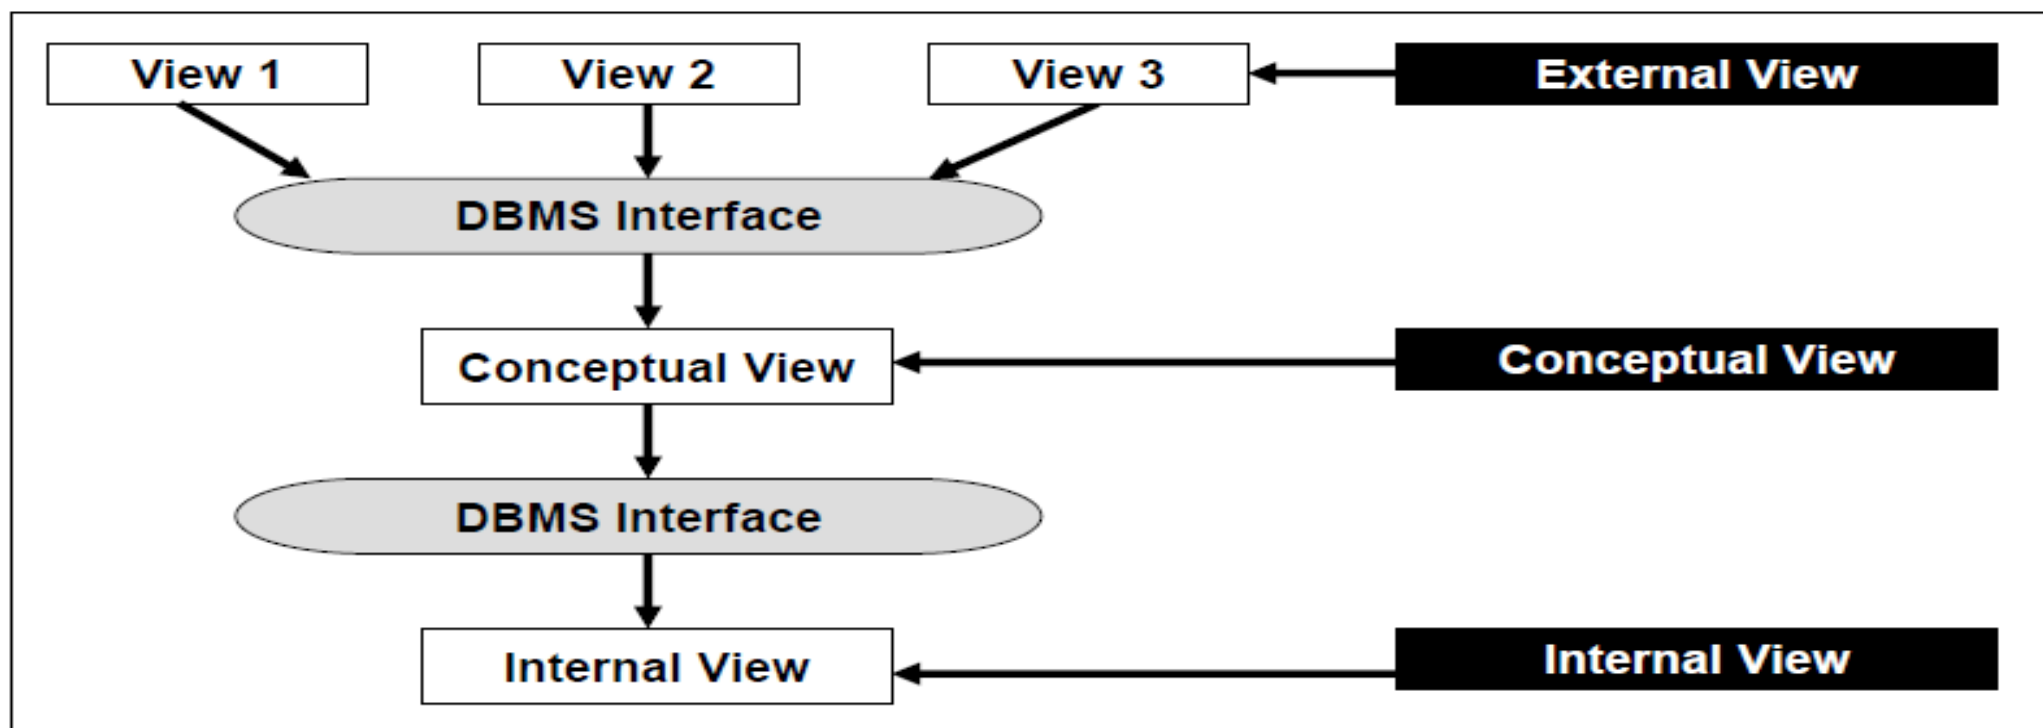 View 1
View 2
View 3
External View
DBMS Interface
Conceptual View
Conceptual View
DBMS Interface
Internal View
Internal View